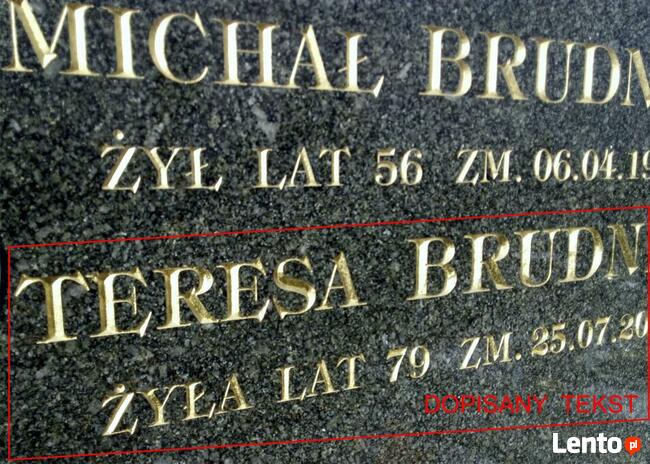 MICHAŁ BRUDN
ŻYŁ LAT 56 ZM. 06.04.19
TERESA BRUDN
ŻYŁA LAT 79 ZM. 25.07.20
DOPISANY TEKST
Lento.pl